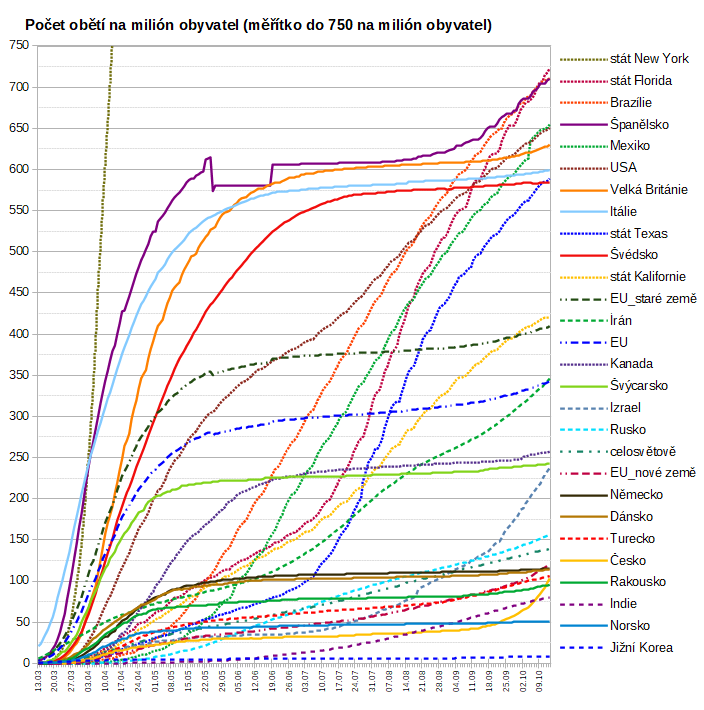 Počet obětí na milión obyvatel (měřítko do 750 na milión obyvatel)
750
700
650
600
550
500
450
400
350
300
250
200
150
100
50
0
13.03
20.03
27.03
03.04
10.04
17.04
24.04
01.05
08.05
15.05
22.05
29.05
05.06
12.06
19.06
26.06
03.07
10.07
17.07
24.07
31.07
07.08
14.08
21.08
28.08
04.09
11.09
18.09
25.09
02.10
09.10
stát New York
stát Florida
Brazílie
Španělsko
Mexiko
USA
Velká Británie
Itálie
stát Texas
Švédsko
stát Kalifornie
EU_staré země
Írán
EU
Kanada
Švýcarsko
Izrael
Rusko
celosvětově
EU_nové země
Německo
Dánsko
Turecko
Česko
Rakousko
Indie
Norsko
Jižní Korea